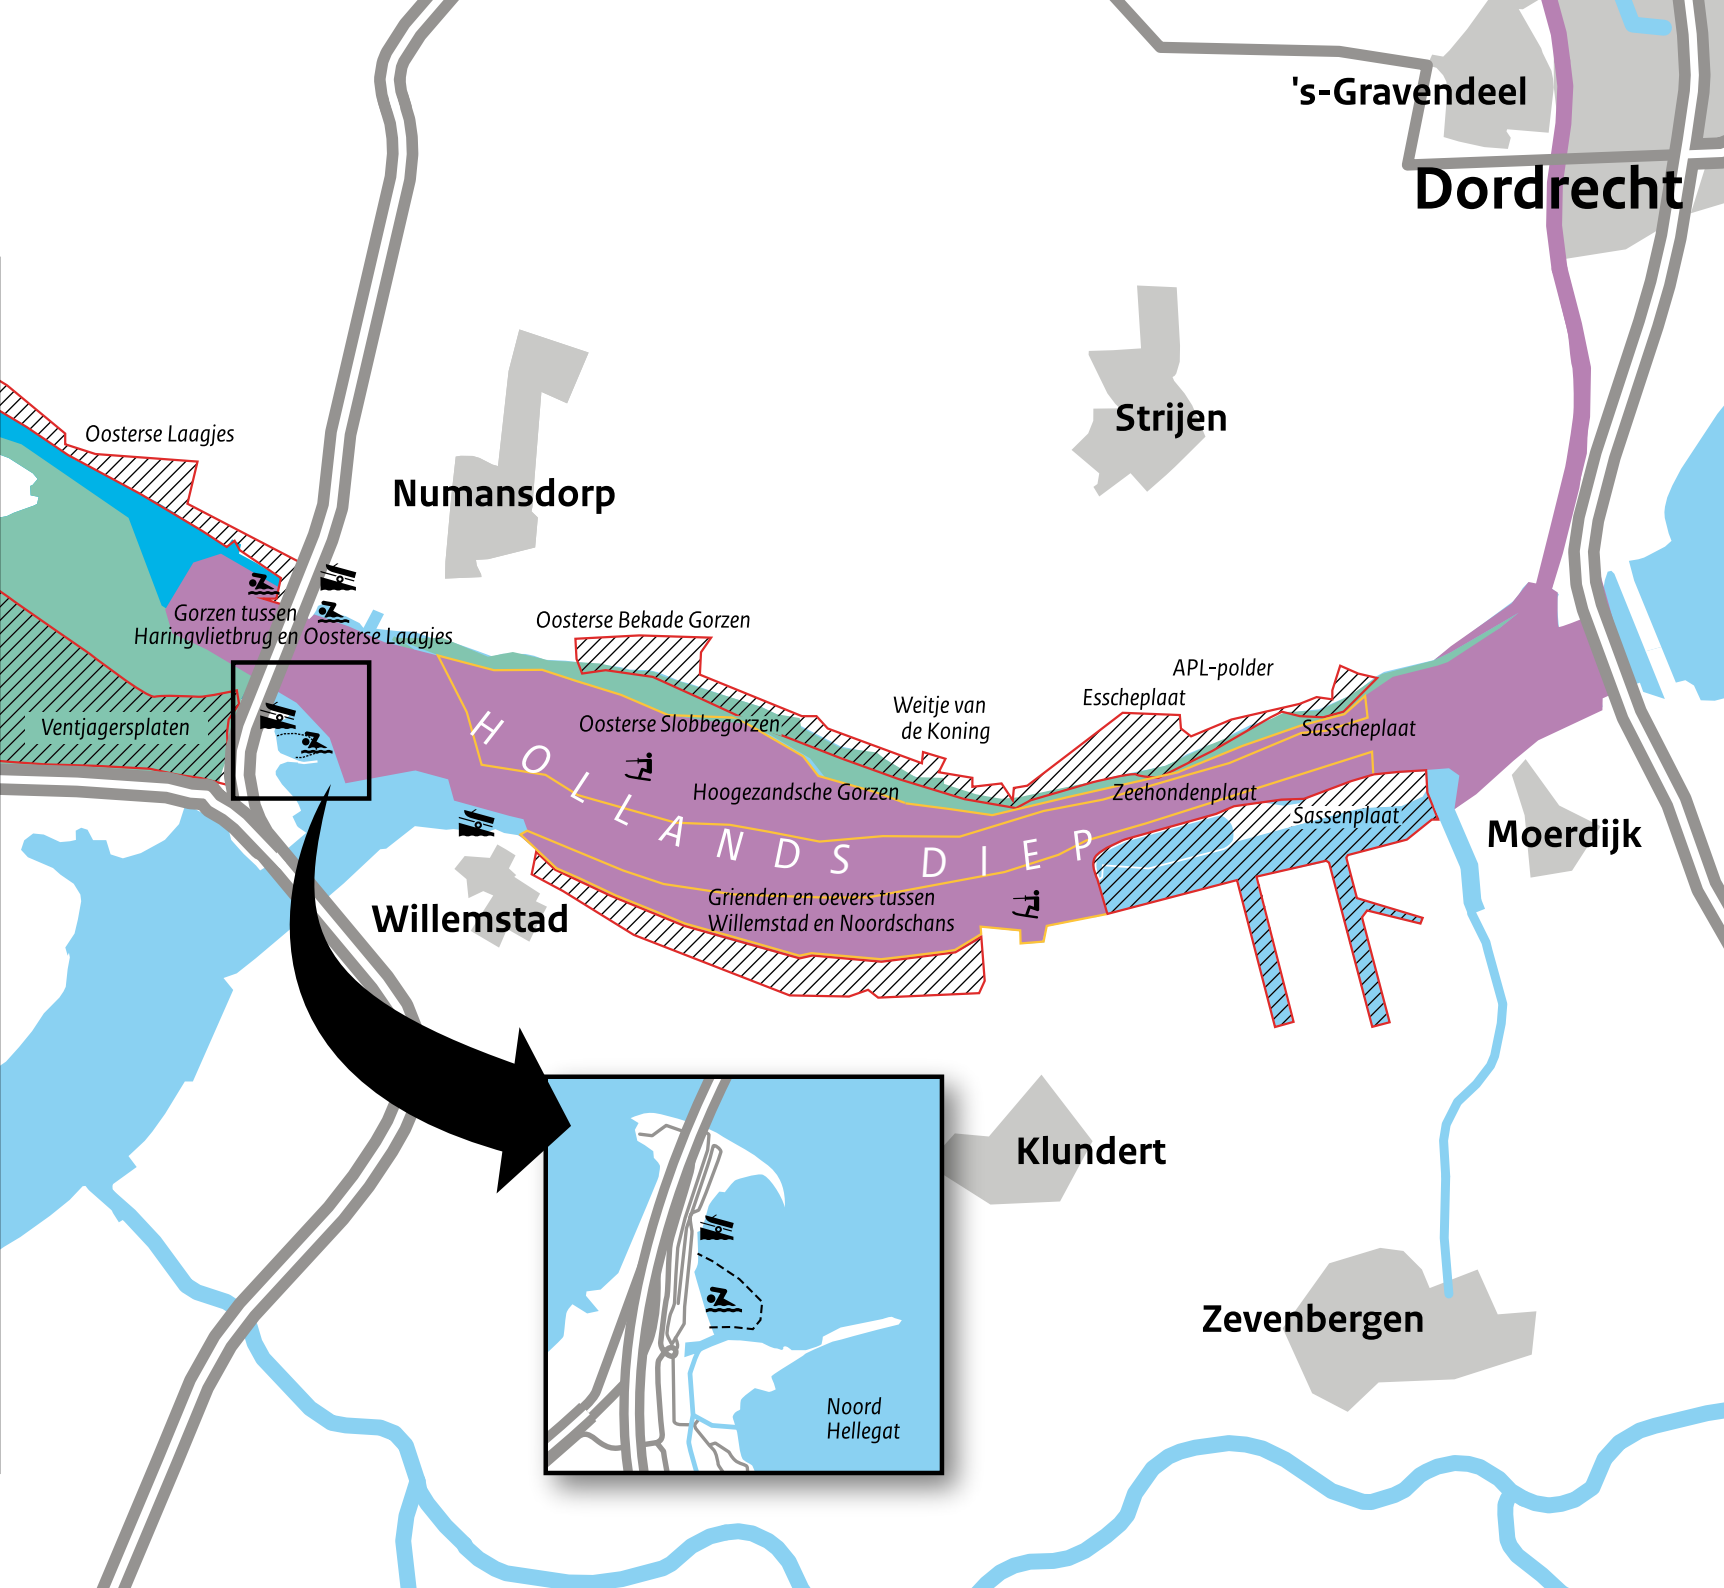 's-Gravendeel
Dordrecht
Strijen
Oosterse Laagjes
Numansdorp
Gorzen tussen
Haringvlietbrug en Oosterse Laagjes
Oosterse Bekade Gorzen
APL-polder
Esscheplaat
Weitje van
de Koning
Ventjagersplaten
Oosterse Slobbegorzen
Sasscheplaat
Hoogezandsche Gorzen
Zeehondenplaat
Sassenplaat
HOLLANDS DIEP
Moerdijk
Willemstad
Grienden en oevers tussen
Willemstad en Noordschans
Klundert
Zevenbergen
Noord
Hellegat